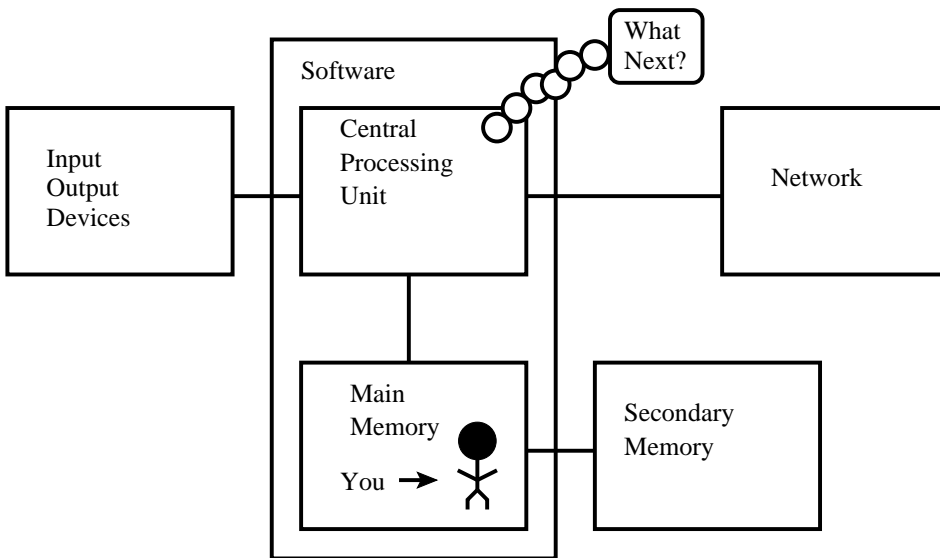 What
Next?
Software
Input
Output
Devices
Central
Processing
Unit
Network
Main
Memory
You
Secondary
Memory